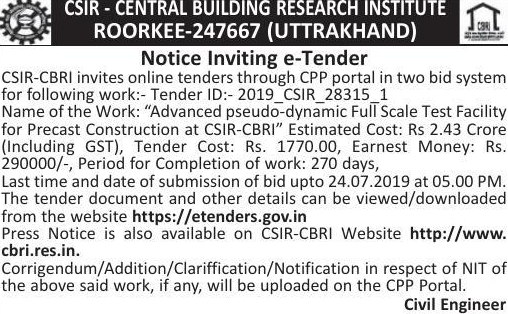 CSIR - CENTRAL BUILDING RESEARCH INSTITUTE
ROORKEE-247667 (UTTRAKHAND)
CBRI
Notice Inviting e-Tender
CSIR-CBRI invites online tenders through CPP portal in two bid system
for following work:- Tender ID:- 2019_CSIR_28315_1
Name of the Work: “Advanced pseudo-dynamic Full Scale Test Facility
for Precast Construction at CSIR-CBRI” Estimated Cost: Rs 2.43 Crore
(Including GST), Tender Cost: Rs. 1770.00, Earnest Money: Rs.
290000/-, Period for Completion of work: 270 days,
Last time and date of submission of bid upto 24.07.2019 at 05.00 PM.
The tender document and other details can be viewed/downloaded
from the website https://etenders.gov.in
Press Notice is also available on CSIR-CBRI Website http://www.
cbri.res.in.
Corrigendum/Addition/Clariffication/Notification in respect of NIT of
the above said work, if any, will be uploaded on the CPP Portal.
Civil Engineer